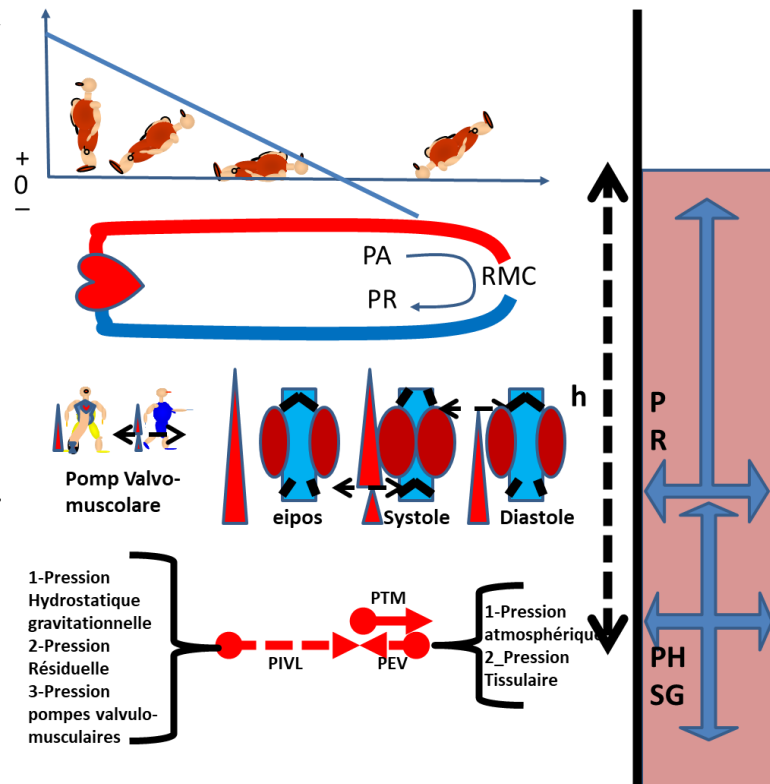 +
0
–
PA
RMC
PR
h
P
R
Pomp Valvo-
muscolare
eipos
Systole
Diastole
1-Pression
Hydrostatique
gravitationnelle
2-Pression
Résiduelle
3-Pression
pompes valvulo-
musculaires
PIVL
PTM
PEV
1-Pression
atmosphérique
2_Pression
Tissulaire
PH
SG